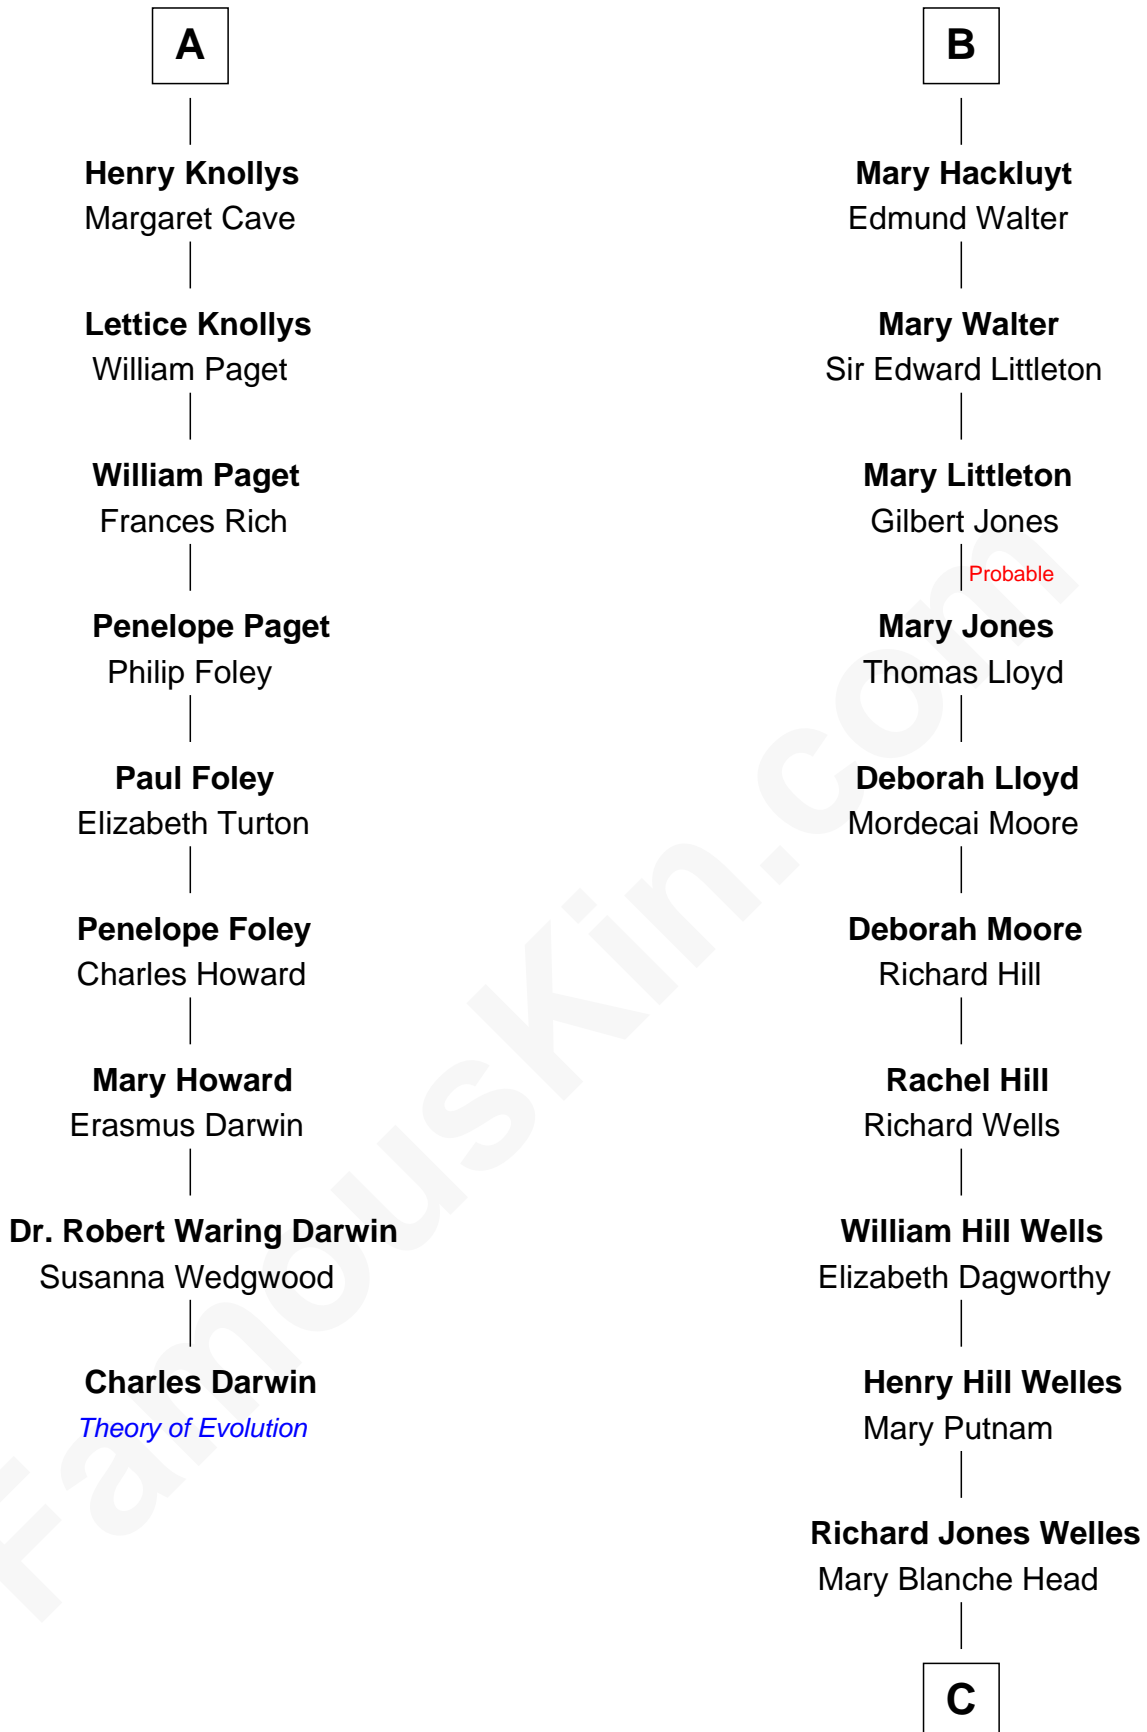 A
Henry Knollys
Margaret Cave
Lettice Knollys
William Paget
William Paget
Frances Rich
Penelope Paget
Philip Foley
Paul Foley
Elizabeth Turton
Penelope Foley
Charles Howard
Mary Howard
Erasmus Darwin
Dr. Robert Waring Darwin
Susanna Wedgwood
Charles Darwin
Theory of Evolution
B
Mary Hackluyt
Edmund Walter
Mary Walter
Sir Edward Littleton
Mary Littleton
Gilbert Jones
Probable
Mary Jones
Thomas Lloyd
Deborah Lloyd
Mordecai Moore
Deborah Moore
Richard Hill
Rachel Hill
Richard Wells
William Hill Wells
Elizabeth Dagworthy
Henry Hill Welles
Mary Putnam
Richard Jones Welles
Mary Blanche Head
C
FamousKin.com